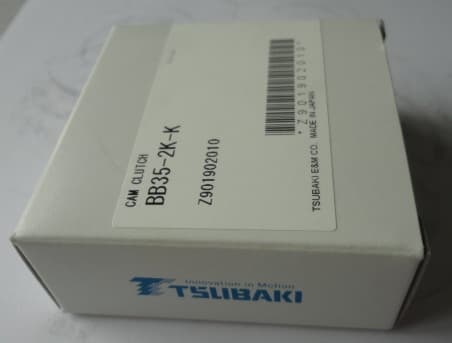 CAM CLUTCH
BB35-2K-K
Z901902010
*Z901902010*
TSUBAKI E&M CO. MADE IN JAPAN
Innovation in Motion
TSUBAKI